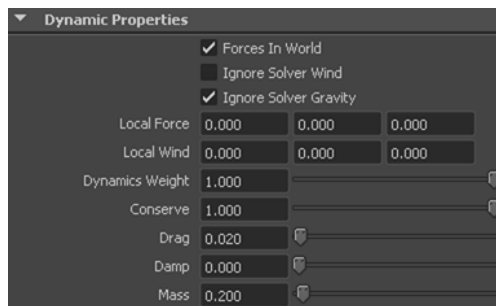 Dynamic Properties
Forces In World
Ignore Solver Wind
Ignore Solver Gravity
Local Force 0.000 0.000 0.000
Local Wind 0.000 0.000 0.000
Dynamics Weight 1.000
Conserve 1.000
Drag 0.020
Damp 0.000
Mass 0.200